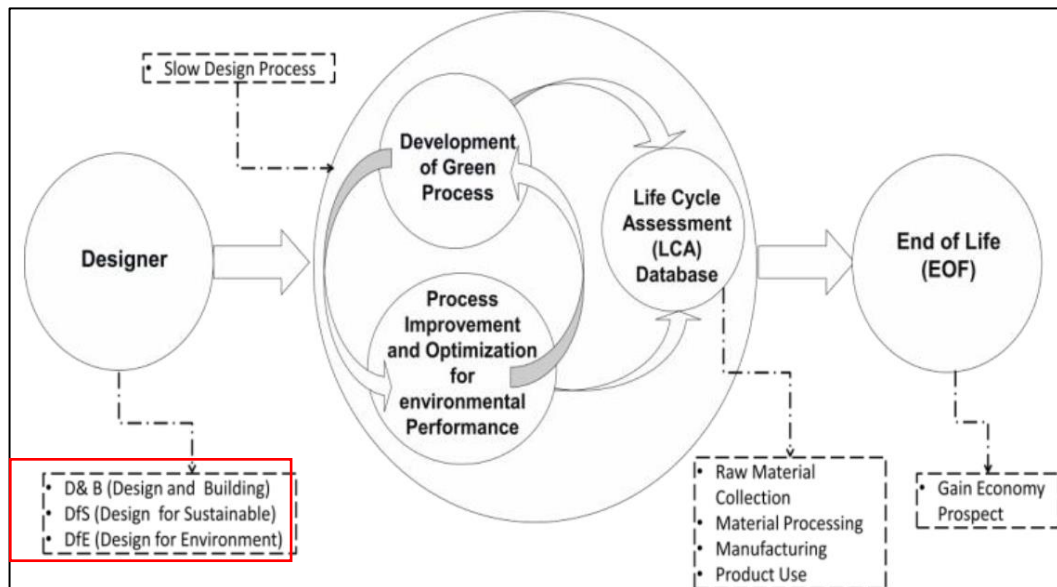 • Slow Design Process
Designer
Development
of Green
Process
Process
Improvement
and Optimization
for
environmental
Performance
Life Cycle
Assessment
(LCA)
Database
End of Life
(EOF)
• D& B (Design and Building)
• DfS (Design for Sustainable)
• DfE (Design for Environment)
• Raw Material
Collection
• Material Processing
• Manufacturing
• Product Use
• Gain Economy
Prospect